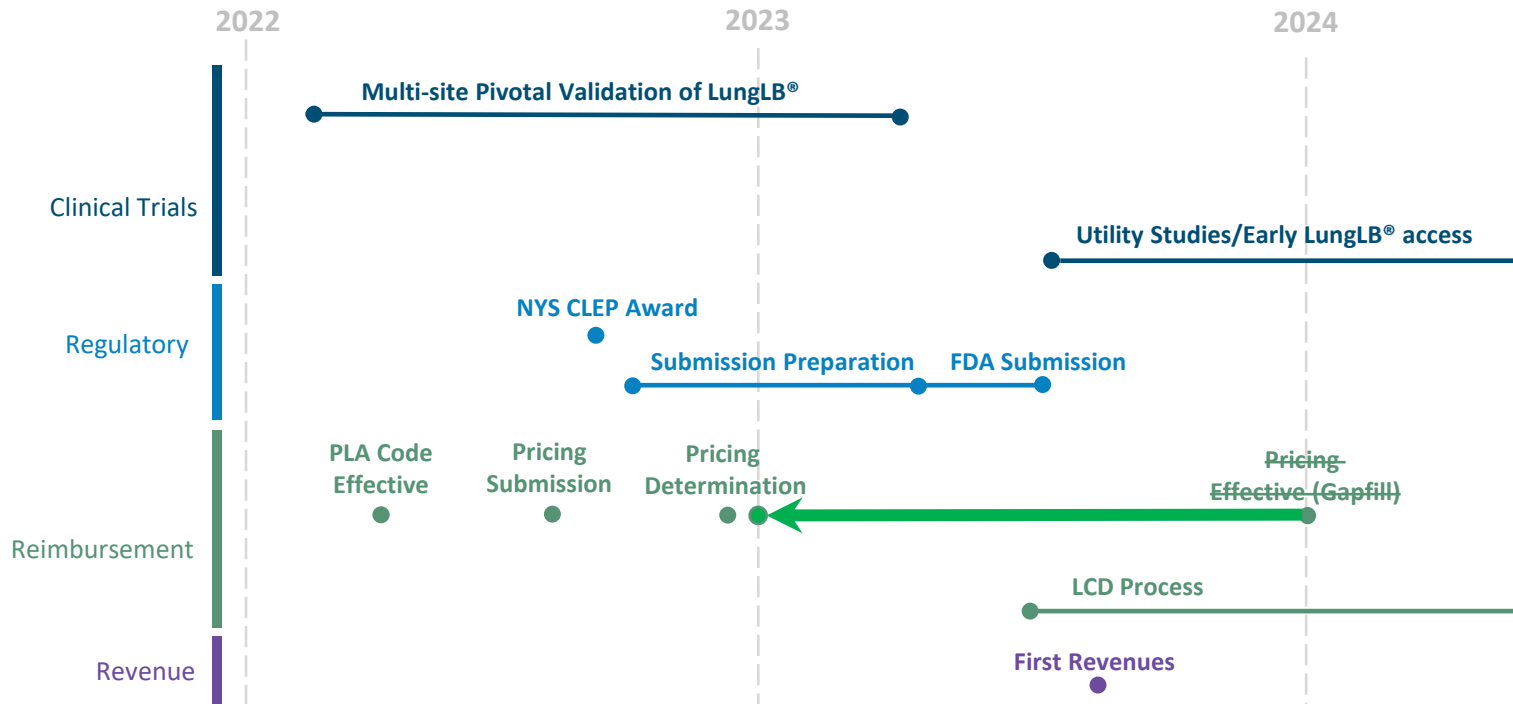 2022
2023
2024
Multi-site Pivotal Validation of LungLB®
Clinical Trials
Utility Studies/Early LungLB® access
NYS CLEP Award
Regulatory
Submission Preparation
FDA Submission
PLA Code
Effective
Pricing
Submission
Pricing
Determination
Pricing
Effective (Gapfill)
Reimbursement
LCD Process
First Revenues
Revenue